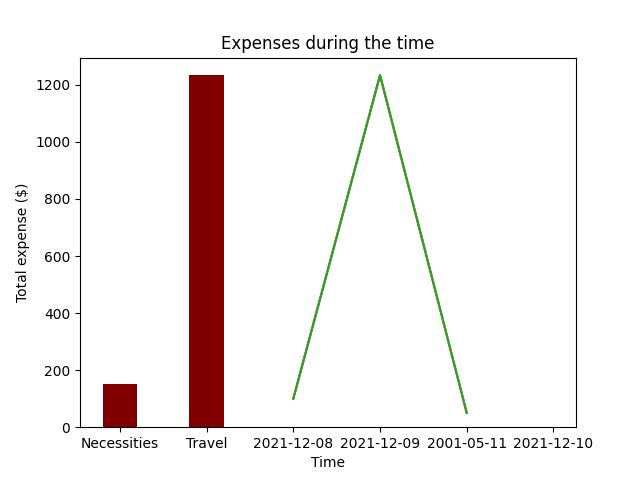 Expenses during the time
Total expense ($)
1200
1000
800
600
400
200
0
Necessities Travel 2021-12-08 2021-12-09 2001-05-11 2021-12-10
Time